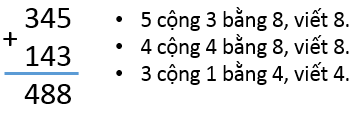 345
+
143
488
• 5 cộng 3 bằng 8, viết 8.
• 4 cộng 4 bằng 8, viết 8.
• 3 cộng 1 bằng 4, viết 4.